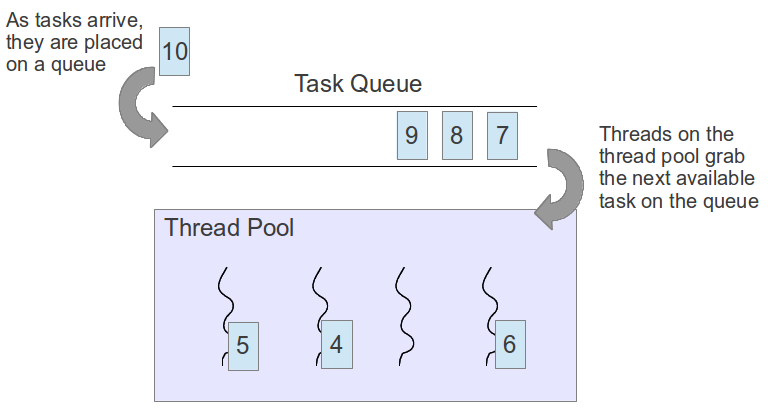 As tasks arrive,
they are placed
on a queue
10
Task Queue
9 8 7
Threads on the
thread pool grab
the next available
task on the queue
Thread Pool
5 4 6